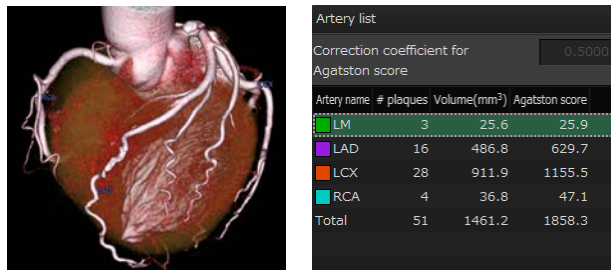 Artery list
Correction coefficient for
Agatston score
0.5000
Artery name # plaques Volume(mm³) Agatston score
LM 3 25.6 25.9
LAD 16 486.8 629.7
LCX 28 911.9 1155.5
RCA 4 36.8 47.1
Total 51 1461.2 1858.3